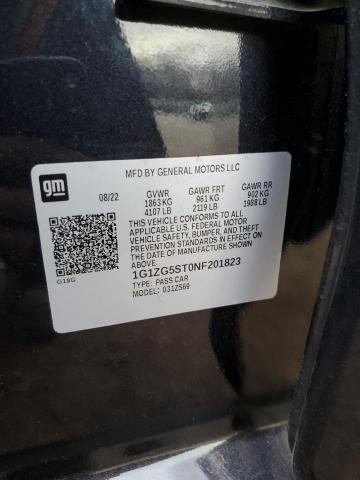 gm
MFD BY GENERAL MOTORS LLC
08/22 GVWR GAWR FRT GAWR RR
1863 KG 961 KG 902 KG
4107 LB 2119 LB 1988 LB
THIS VEHICLE CONFORMS TO ALL
APPLICABLE U.S. FEDERAL MOTOR
VEHICLE SAFETY, BUMPER, AND THEFT
PREVENTION STANDARDS IN EFFECT ON
THE DATE OF MANUFACTURE SHOWN
ABOVE.
1G1ZG5ST0NF201823
G18G
TYPE: PASS CAR
MODEL: 031ZS69